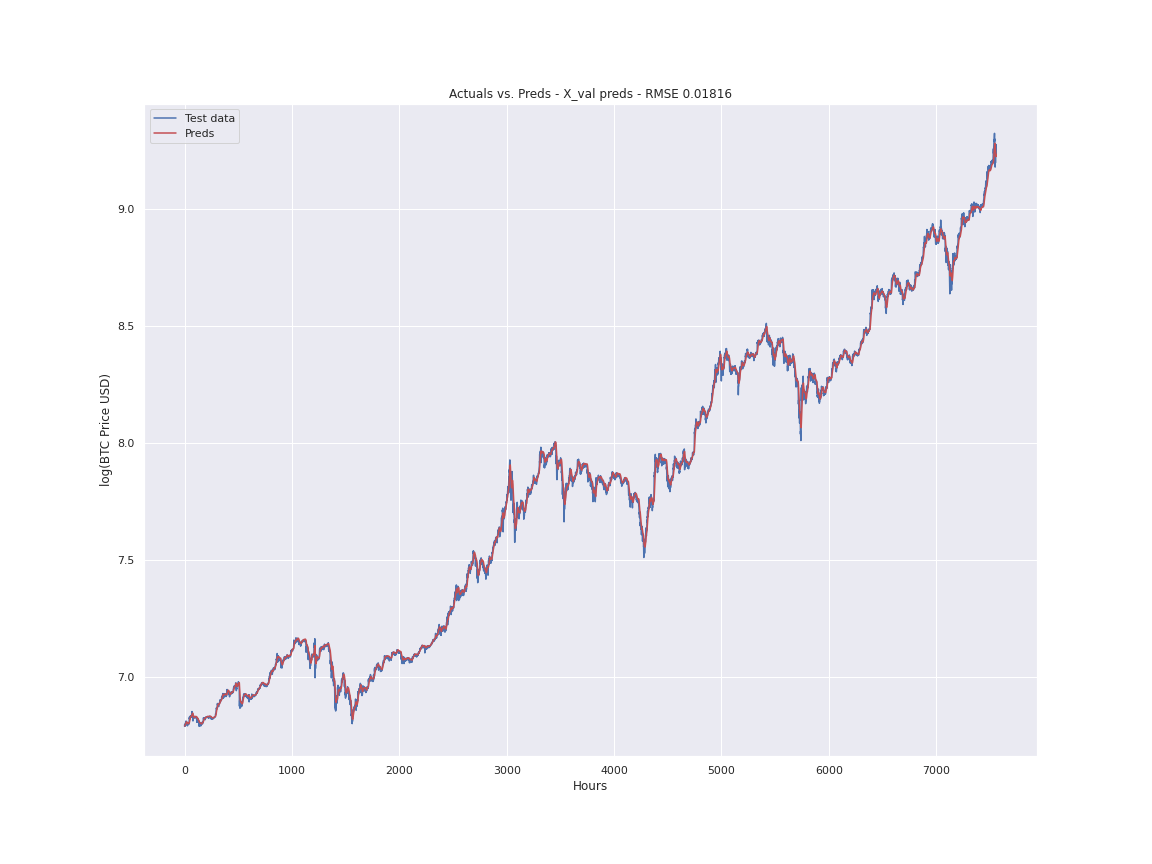 Actuals vs. Preds - X_val preds - RMSE 0.01816
Test data
Preds
9.0
8.5
8.0
7.5
7.0
log(BTC Price USD)
0 1000 2000 3000 4000 5000 6000 7000
Hours